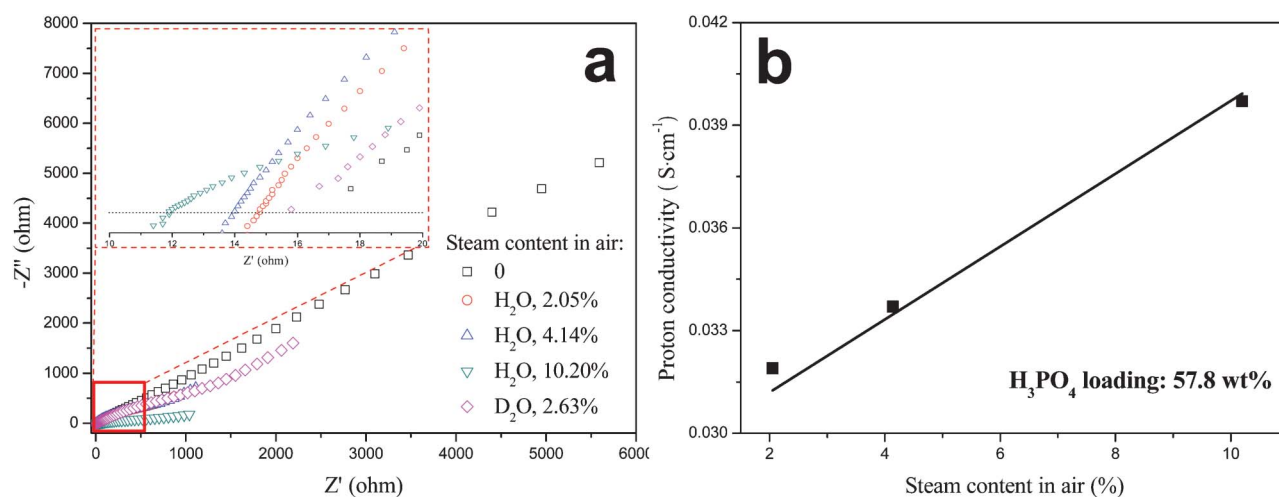 a
-Z'' (ohm)
8000
7000
6000
5000
4000
3000
2000
1000
0
10 12 14 16 18 20
Z' (ohm)
Steam content in air:
0
H₂O, 2.05%
H₂O, 4.14%
H₂O, 10.20%
D₂O, 2.63%
0 1000 2000 3000 4000 5000 6000
Z' (ohm)
b
Proton conductivity ( S·cm⁻¹)
0.042
0.039
0.036
0.033
0.030
H₃PO₄ loading: 57.8 wt%
2 4 6 8 10
Steam content in air (%)